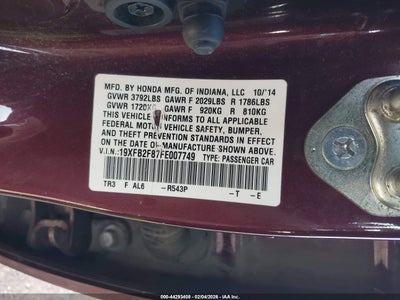 MFD. BY HONDA MFG. OF INDIANA, LLC 10/'14
GVWR 3792LBS GAWR F 2029LBS R 1786LBS
GVWR 1720KG GAWR F 920KG R 810KG
THIS VEHICLE CONFORMS TO ALL APPLICABLE
FEDERAL MOTOR VEHICLE SAFETY, BUMPER,
AND THEFT PREVENTION STANDARDS IN EFFECT
ON THE DATE OF MANUFACTURE SHOWN ABOVE.
V.I.N.:19XFB2F87FE007749 TYPE: PASSENGER CAR
TR3 F AL6 -R543P -T -E
000-44293408 - 02/04/2026 - IAAI.COM